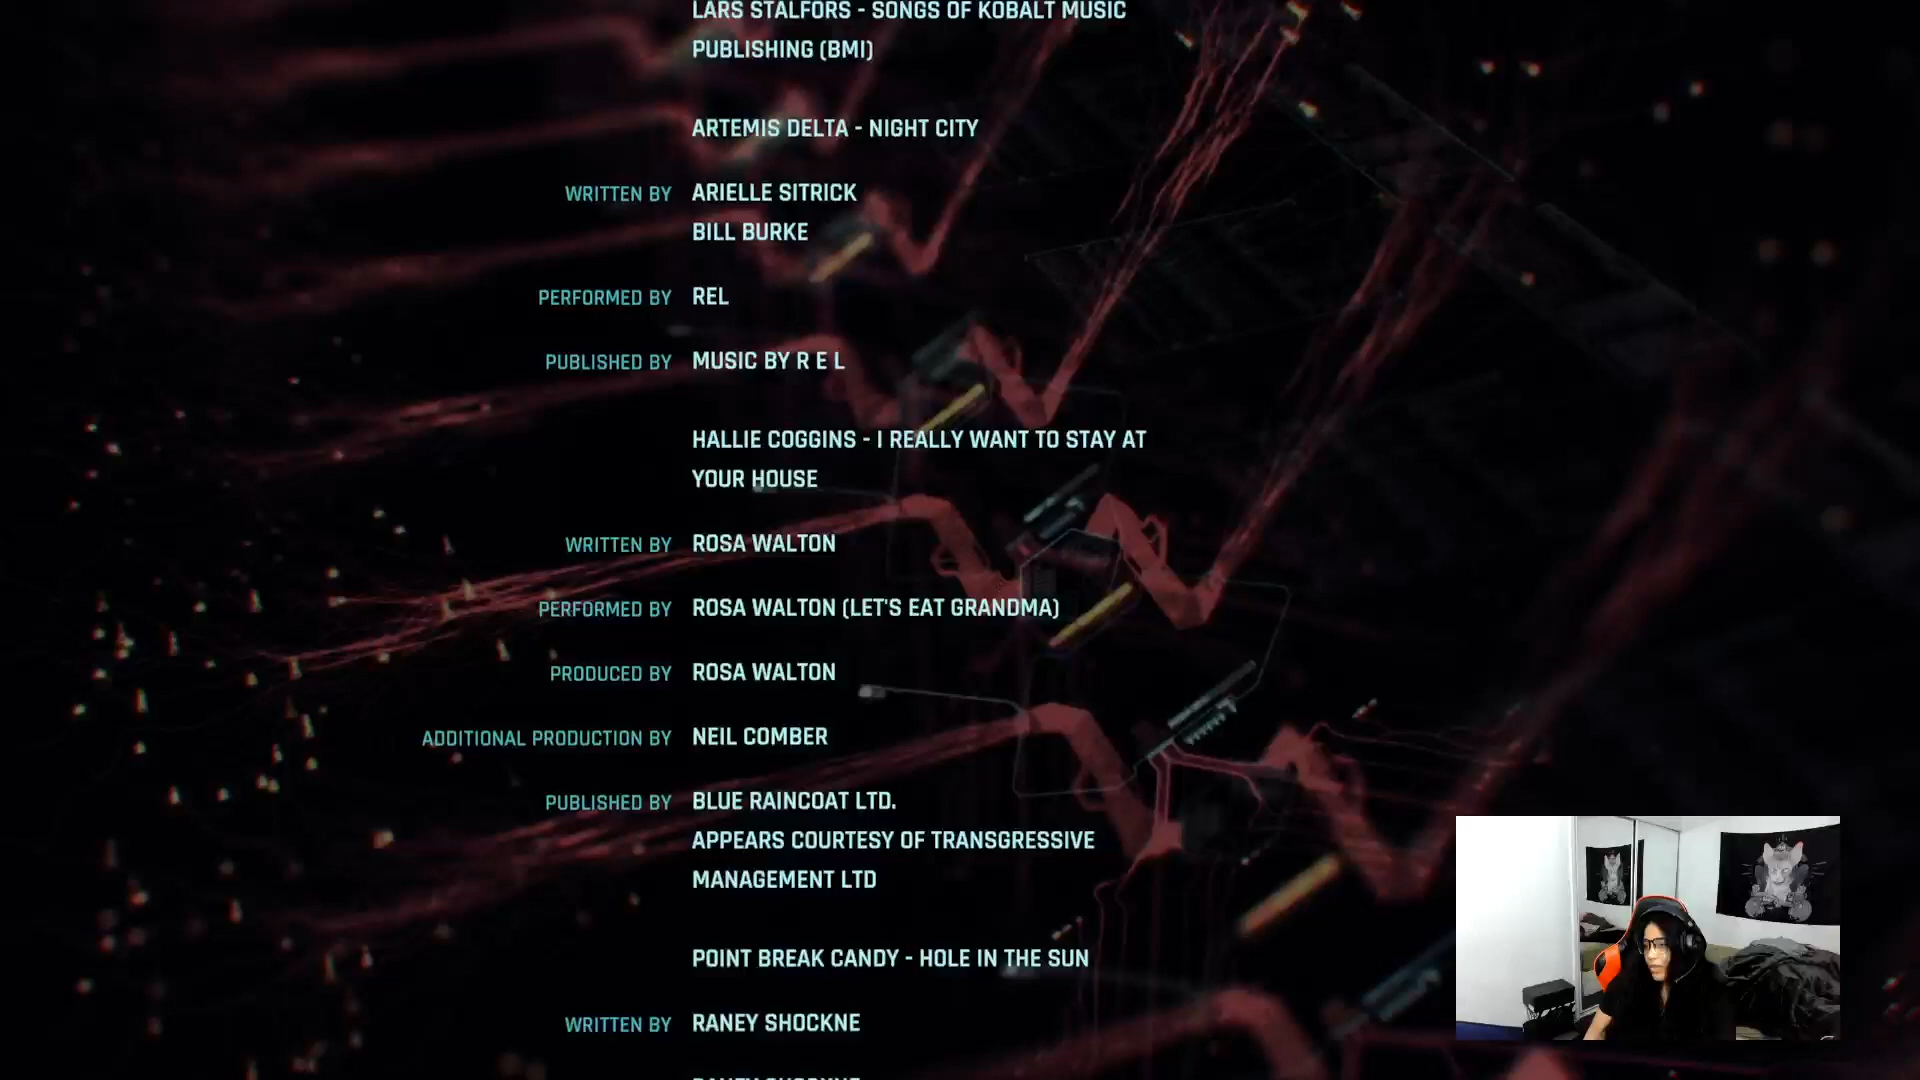 LARS STALFORS - SONGS OF KOBALT MUSIC
PUBLISHING (BMI)
ARTEMIS DELTA - NIGHT CITY
WRITTEN BY ARIELLE SITRICK
BILL BURKE
PERFORMED BY REL
PUBLISHED BY MUSIC BY R E L
HALLIE COGGINS - I REALLY WANT TO STAY AT
YOUR HOUSE
WRITTEN BY ROSA WALTON
PERFORMED BY ROSA WALTON (LET'S EAT GRANDMA)
PRODUCED BY ROSA WALTON
ADDITIONAL PRODUCTION BY NEIL COMBER
PUBLISHED BY BLUE RAINCOAT LTD.
APPEARS COURTESY OF TRANSGRESSIVE
MANAGEMENT LTD
POINT BREAK CANDY - HOLE IN THE SUN
WRITTEN BY RANEY SHOCKNE